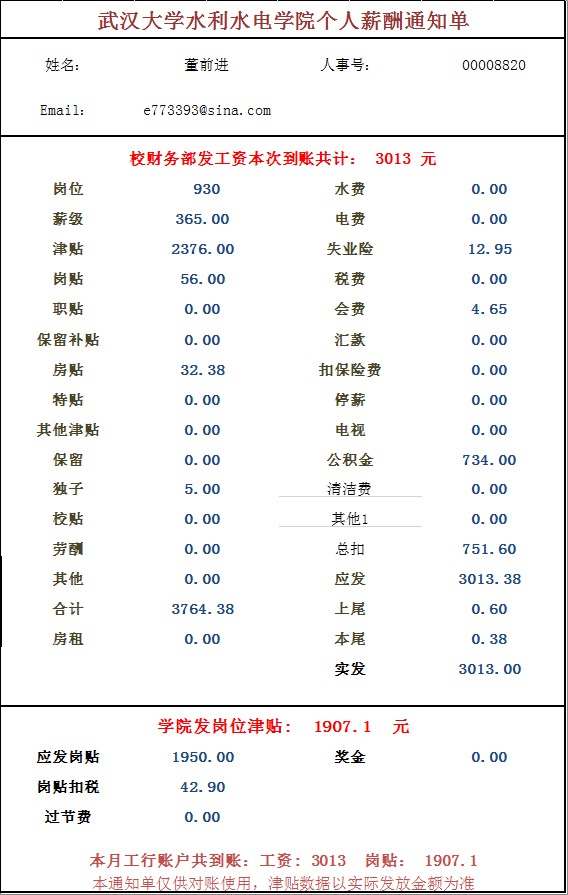 武汉大学水利水电学院个人薪酬通知单
姓名: 董前进 人事号: 00008820
Email: e773393@sina.com
校财务部发工资本次到账共计: 3013 元
岗位 930 水费 0.00
薪级 365.00 电费 0.00
津贴 2376.00 失业险 12.95
岗贴 56.00 税费 0.00
职贴 0.00 会费 4.65
保留补贴 0.00 汇款 0.00
房贴 32.38 扣保险费 0.00
特贴 0.00 停薪 0.00
其他津贴 0.00 电视 0.00
保留 0.00 公积金 734.00
独子 5.00 清洁费 0.00
校贴 0.00 其他1 0.00
劳酬 0.00 总扣 751.60
其他 0.00 应发 3013.38
合计 3764.38 上尾 0.60
房租 0.00 本尾 0.38
实发 3013.00
学院发岗位津贴: 1907.1 元
应发岗贴 1950.00 奖金 0.00
岗贴扣税 42.90
过节费 0.00
本月工行账户共到账: 工资: 3013 岗贴: 1907.1
本通知单仅供对账使用，津贴数据以实际发放金额为准